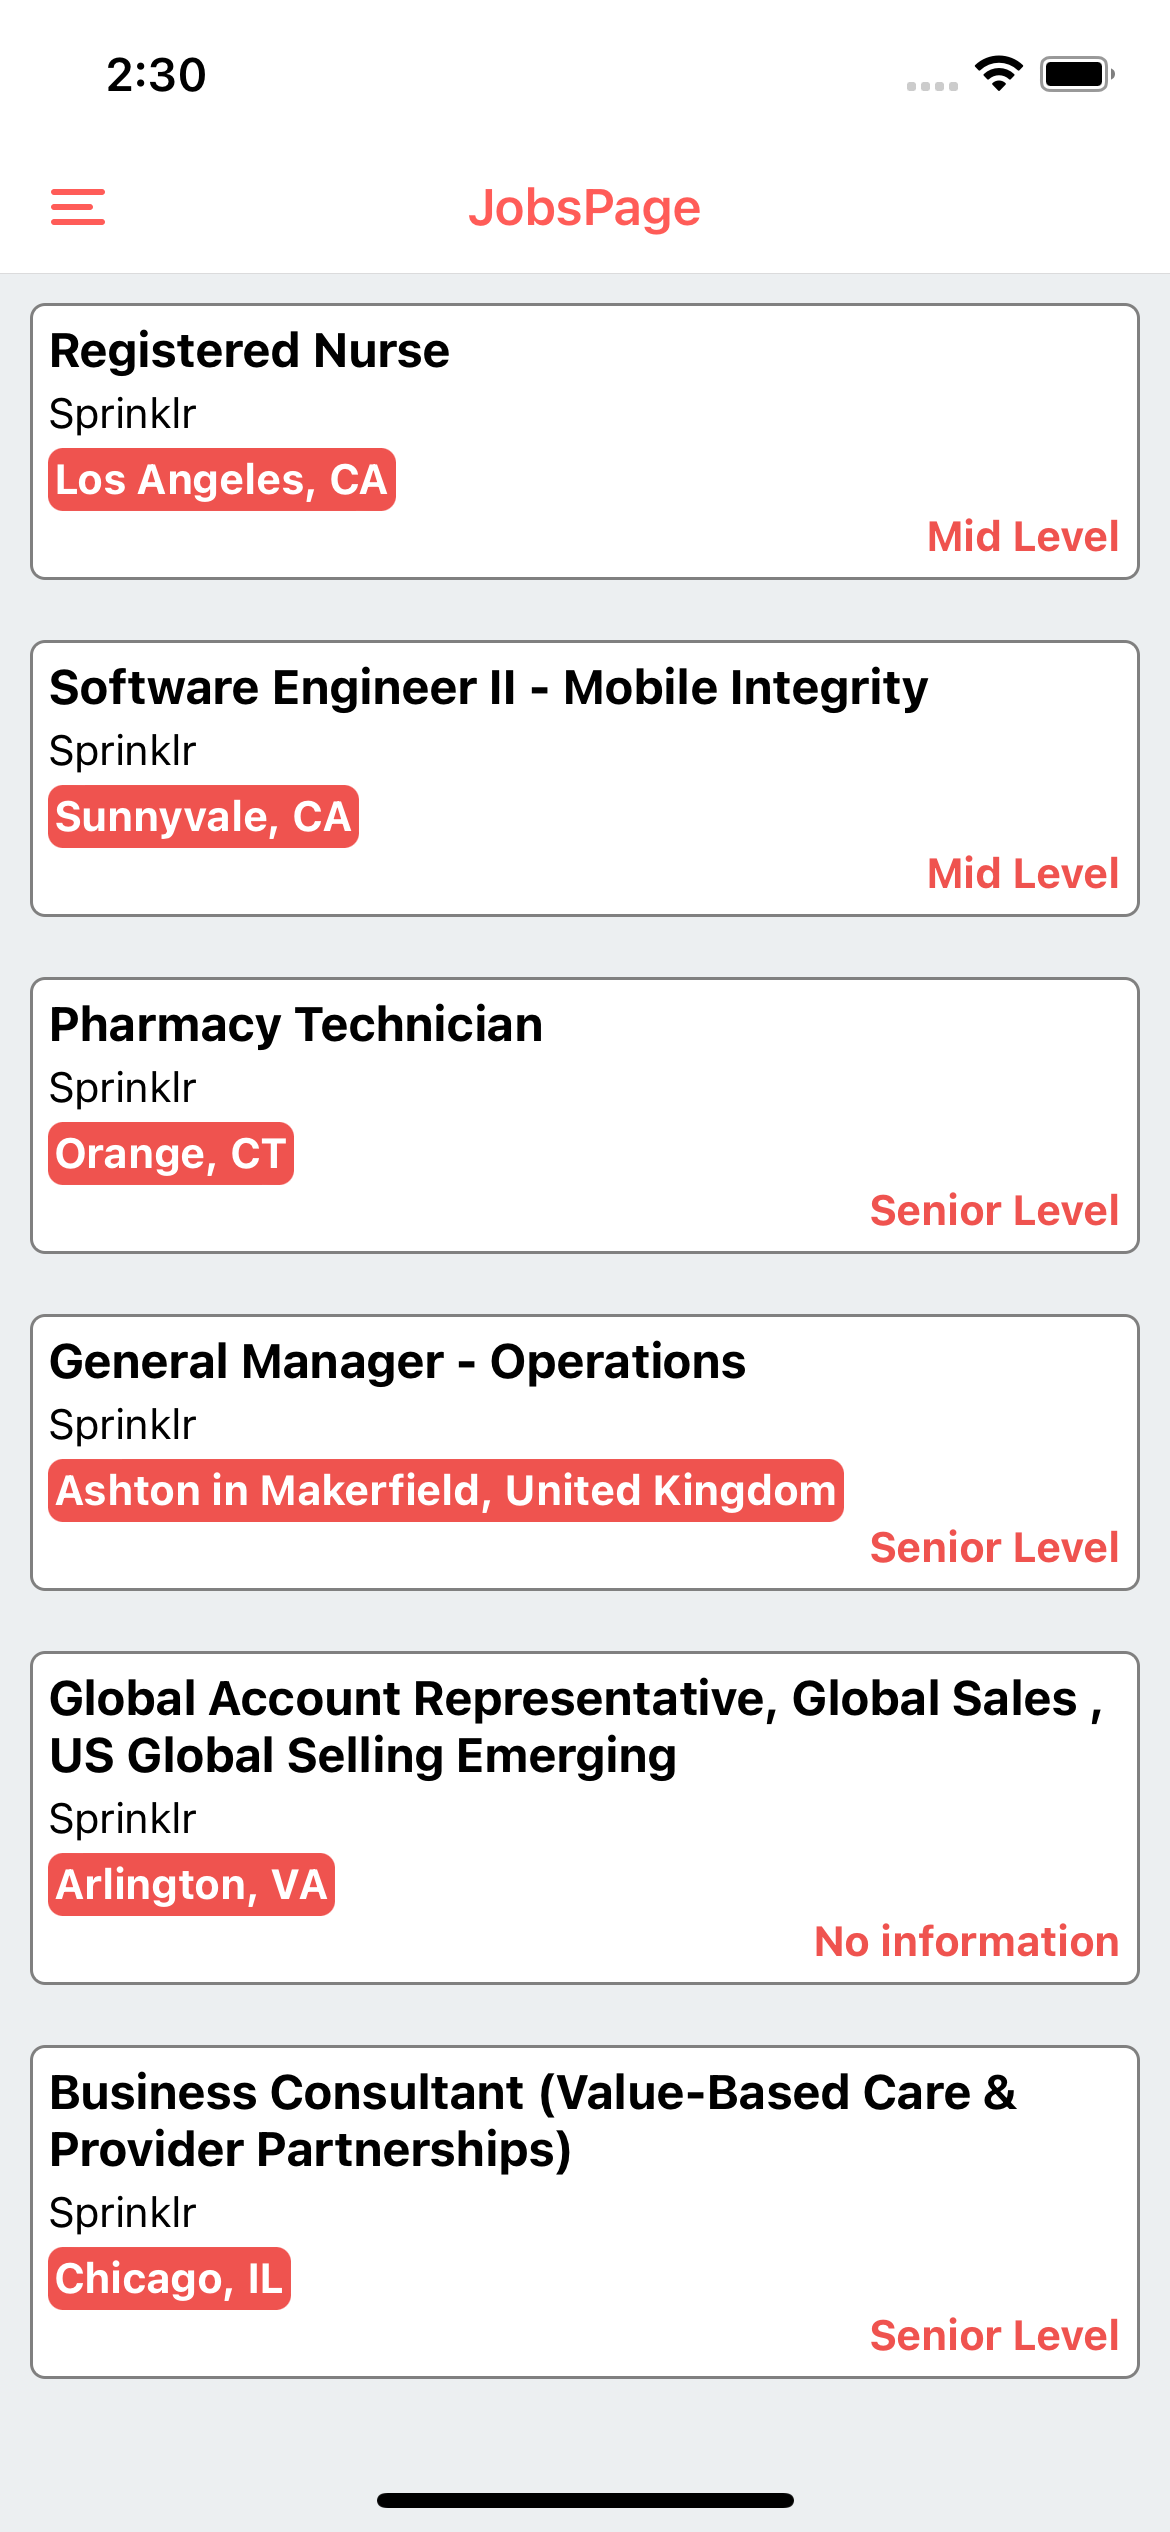 2:30
JobsPage
Registered Nurse
Sprinklr
Los Angeles, CA
Mid Level
Software Engineer II - Mobile Integrity
Sprinklr
Sunnyvale, CA
Mid Level
Pharmacy Technician
Sprinklr
Orange, CT
Senior Level
General Manager - Operations
Sprinklr
Ashton in Makerfield, United Kingdom
Senior Level
Global Account Representative, Global Sales ,
US Global Selling Emerging
Sprinklr
Arlington, VA
No information
Business Consultant (Value-Based Care &
Provider Partnerships)
Sprinklr
Chicago, IL
Senior Level